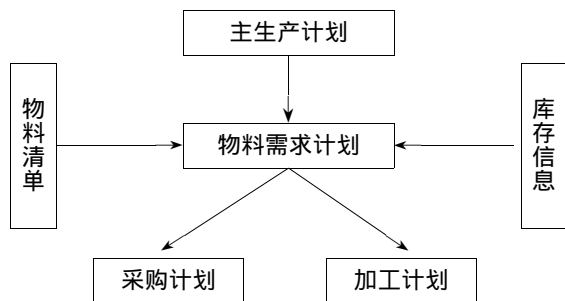 主生产计划
物料清单
物料需求计划
库存信息
采购计划
加工计划